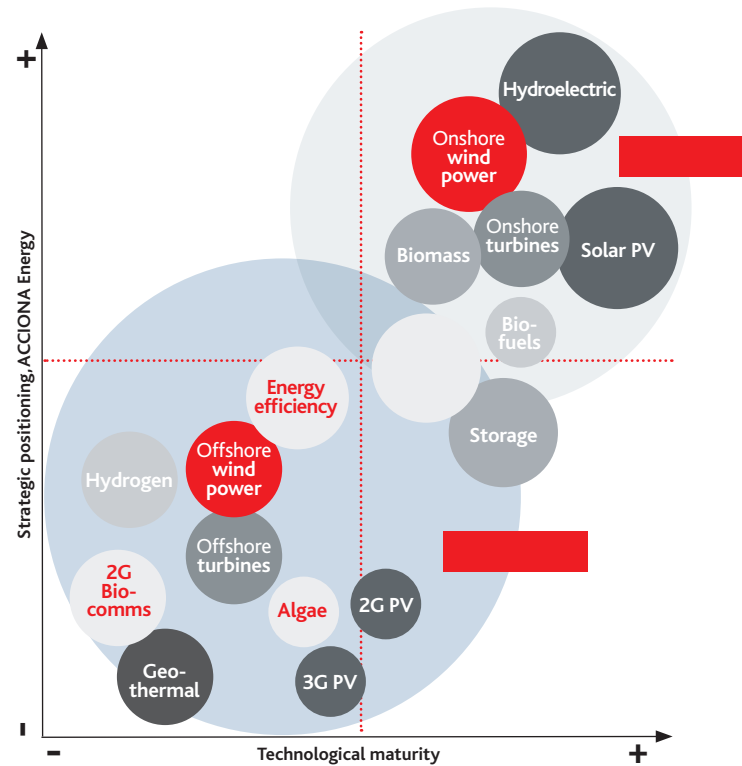 +
Strategic positioning, ACCIONA Energy
Hydroelectric
Onshore
wind
power
Onshore
turbines
Biomass
Solar PV
Bio-
fuels
Energy
efficiency
Storage
Offshore
wind
power
Hydrogen
Offshore
turbines
2G
Bio-
comms
Algae
2G PV
Geo-
thermal
3G PV
-
-
Technological maturity
+